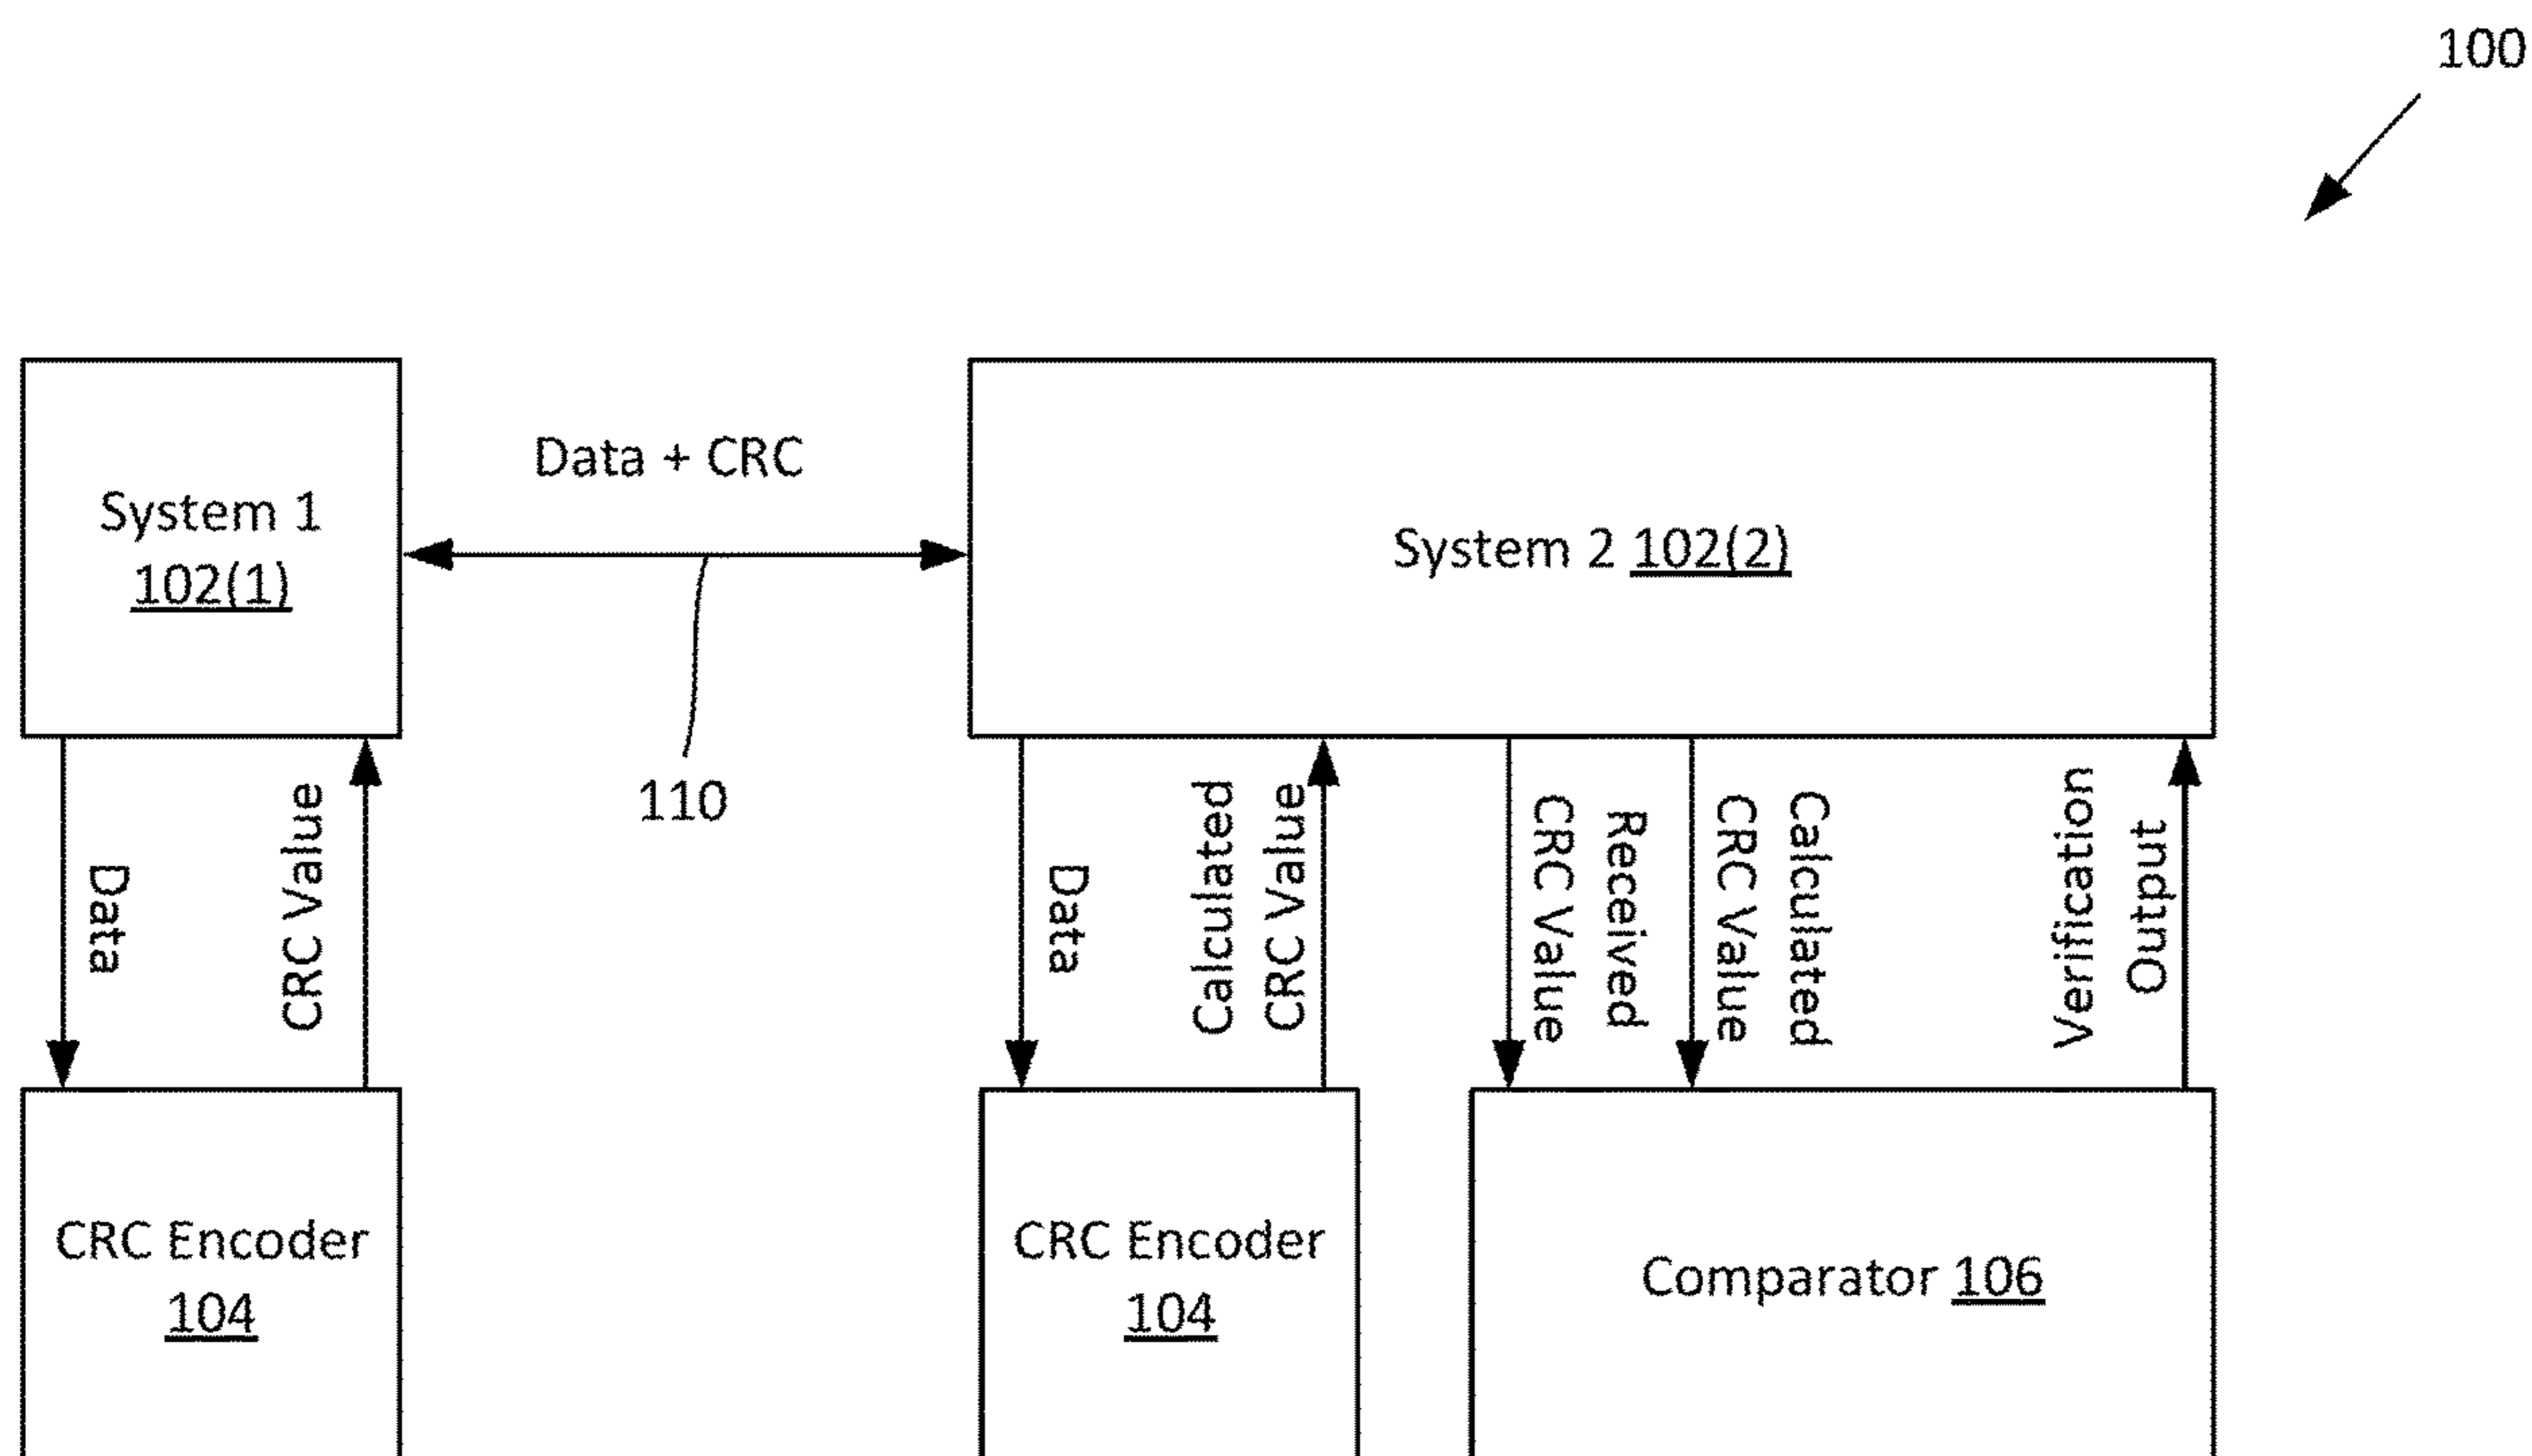 100
Data + CRC
System 1
102(1)
System 2 102(2)
110
Data
CRC Value
Data
Calculated
CRC Value
Received
CRC Value
Calculated
CRC Value
Verification
Output
CRC Encoder
104
CRC Encoder
104
Comparator 106